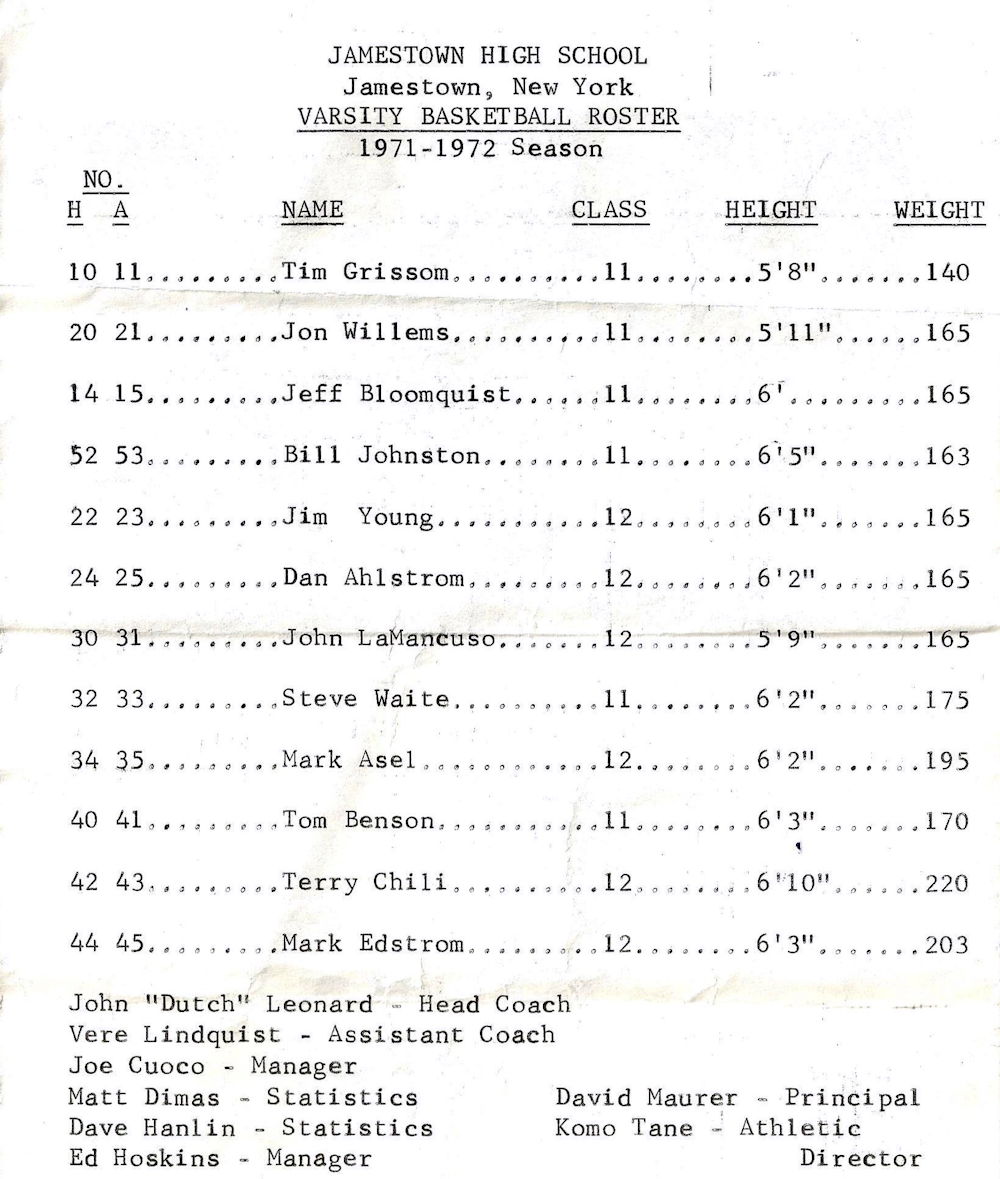 JAMESTOWN HIGH SCHOOL
Jamestown, New York
VARSITY BASKETBALL ROSTER
1971-1972 Season
NO.
H A NAME CLASS HEIGHT WEIGHT
10 11.........Tim Grissom..........11........5'8".......140
20 21.........Jon Willems..........11........5'11"......165
14 15.........Jeff Bloomquist......11........6'.........165
52 53.........Bill Johnston........11........6'5".......163
22 23.........Jim Young...........12........6'1".......165
24 25.........Dan Ahlstrom.........12........6'2".......165
30 31.........John LaMancuso.......12........5'9".......165
32 33.........Steve Waite..........11........6'2".......175
34 35.........Mark Asel............12........6'2".......195
40 41.........Tom Benson...........11........6'3".......170
42 43.........Terry Chili..........12........6'10"......220
44 45.........Mark Edstrom.........12........6'3".......203
John "Dutch" Leonard - Head Coach
Vere Lindquist - Assistant Coach
Joe Cuoco - Manager
Matt Dimas - Statistics David Maurer - Principal
Dave Hanlin - Statistics Komo Tane - Athletic
Ed Hoskins - Manager Director